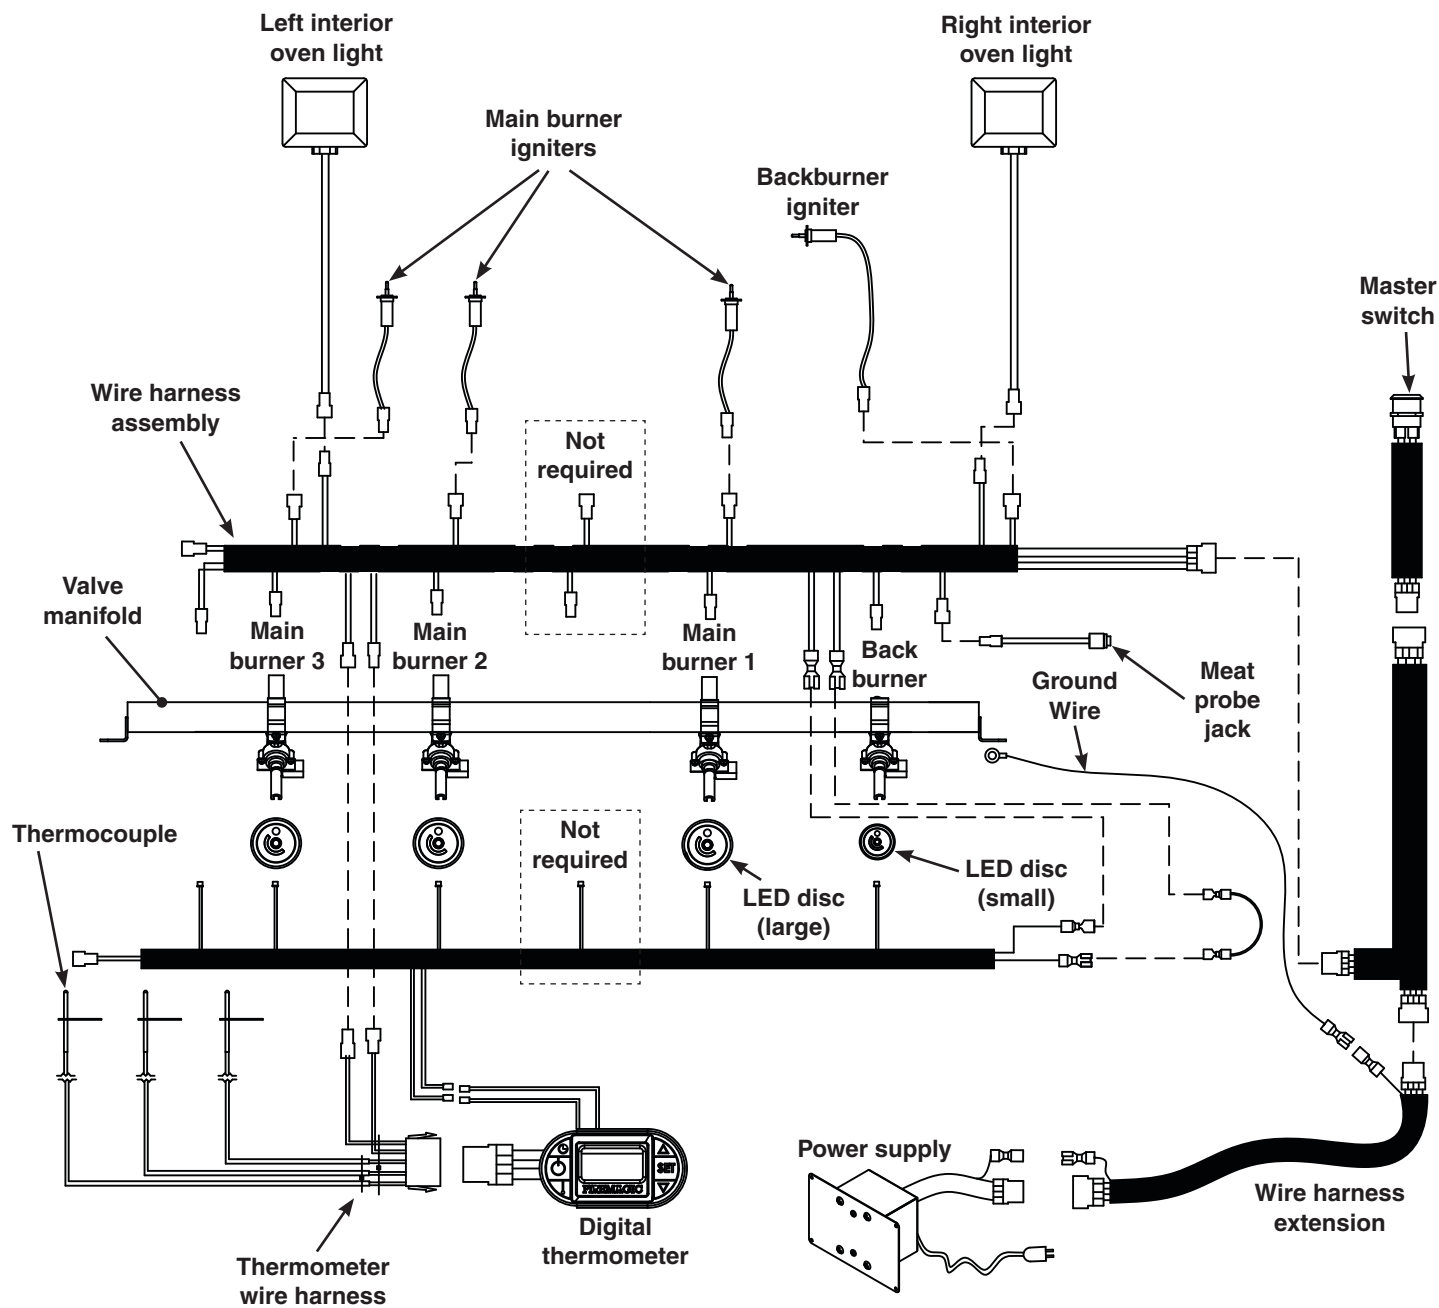 Left interior
oven light
Right interior
oven light
Main burner
igniters
Backburner
igniter
Master
switch
Wire harness
assembly
Not
required
Valve
manifold
Main
burner 3
Main
burner 2
Main
burner 1
Back
burner
Ground
Wire
Meat
probe
jack
Thermocouple
Not
required
LED disc
(large)
LED disc
(small)
Power supply
SET
Digital
thermometer
Wire harness
extension
Thermometer
wire harness